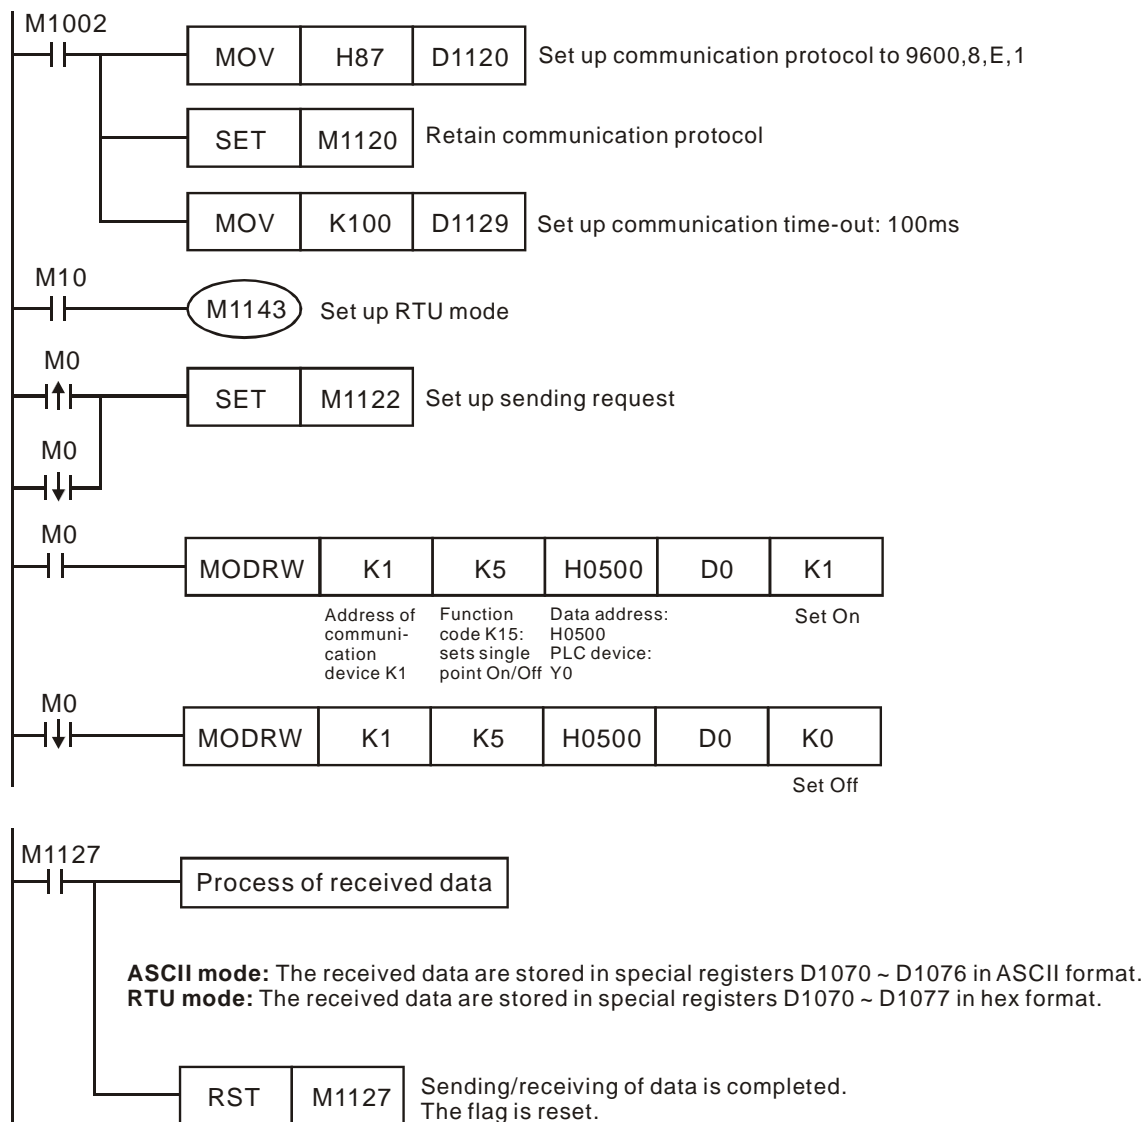 M1002
MOV H87 D1120 Set up communication protocol to 9600,8,E,1
SET M1120 Retain communication protocol
MOV K100 D1129 Set up communication time-out: 100ms
M10
M1143 Set up RTU mode
M0
SET M1122 Set up sending request
M0
M0
MODRW K1 K5 H0500 D0 K1
Address of
communi-
cation
device K1
Function
code K15:
sets single
point On/Off
Data address:
H0500
PLC device:
Y0
Set On
M0
MODRW K1 K5 H0500 D0 K0
Set Off
M1127
Process of received data
ASCII mode: The received data are stored in special registers D1070 ~ D1076 in ASCII format.
RTU mode: The received data are stored in special registers D1070 ~ D1077 in hex format.
RST M1127
Sending/receiving of data is completed.
The flag is reset.